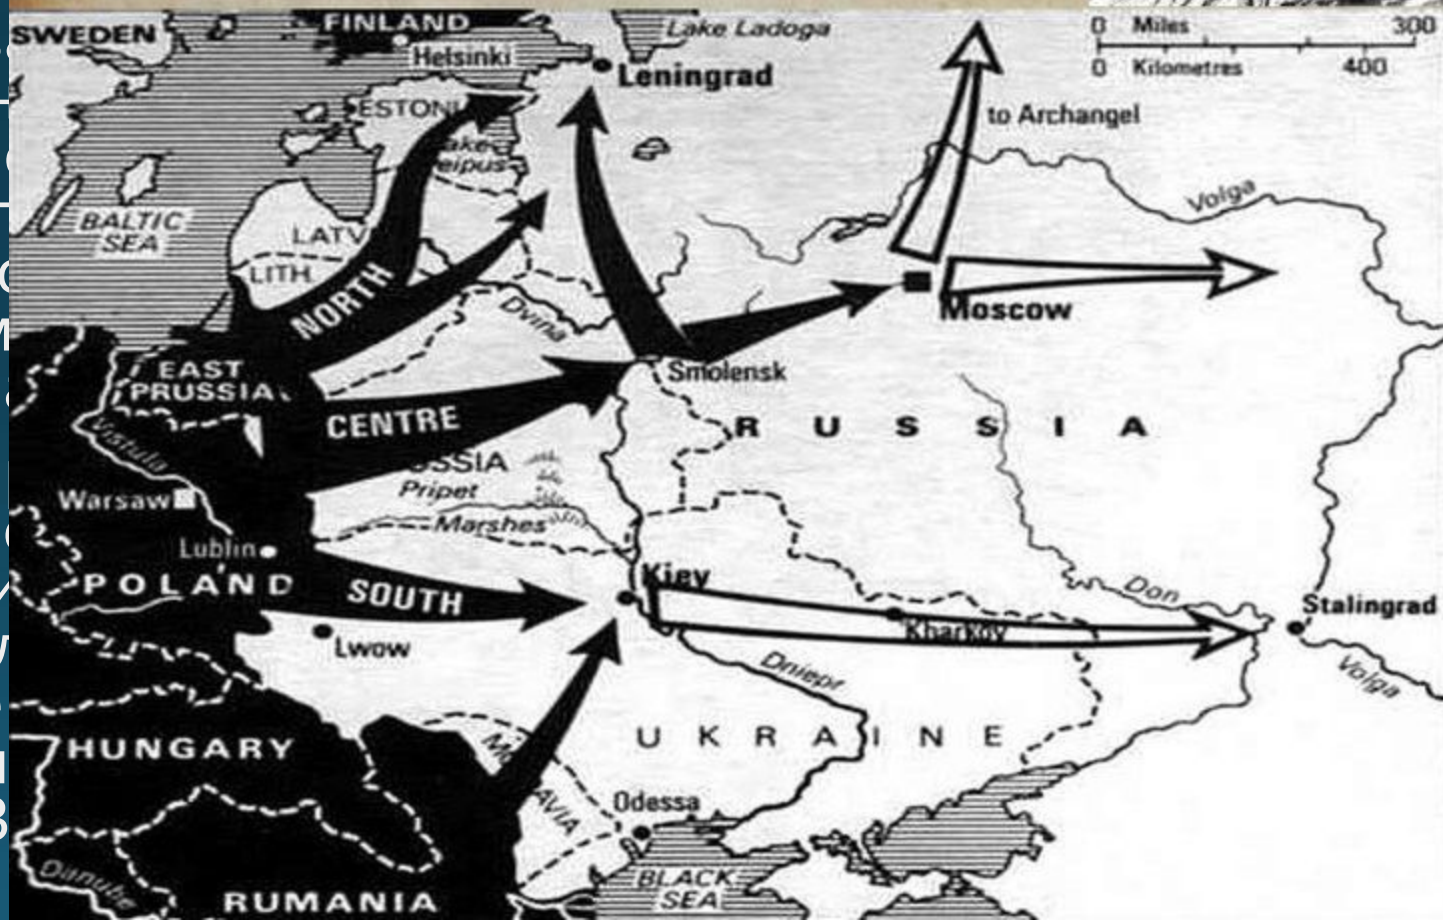 SWEDEN
FINLAND
Helsinki
Lake Ladoga
0 Miles 300
0 Kilometres 400
Leningrad
to Archangel
Volga
BALTIC
SEA
NORTH
LITH.
Dvina
Moscow
EAST
PRUSSIA
Smolensk
CENTRE
RUSSIA
Vistula
Pripet
Marshes
Warsaw
Lublin
POLAND
SOUTH
Kiev
Don
Stalingrad
Kharkov
Lwow
Dniepr
Volga
UKRAINE
HUNGARY
Odessa
Danube
RUMANIA
BLACK
SEA